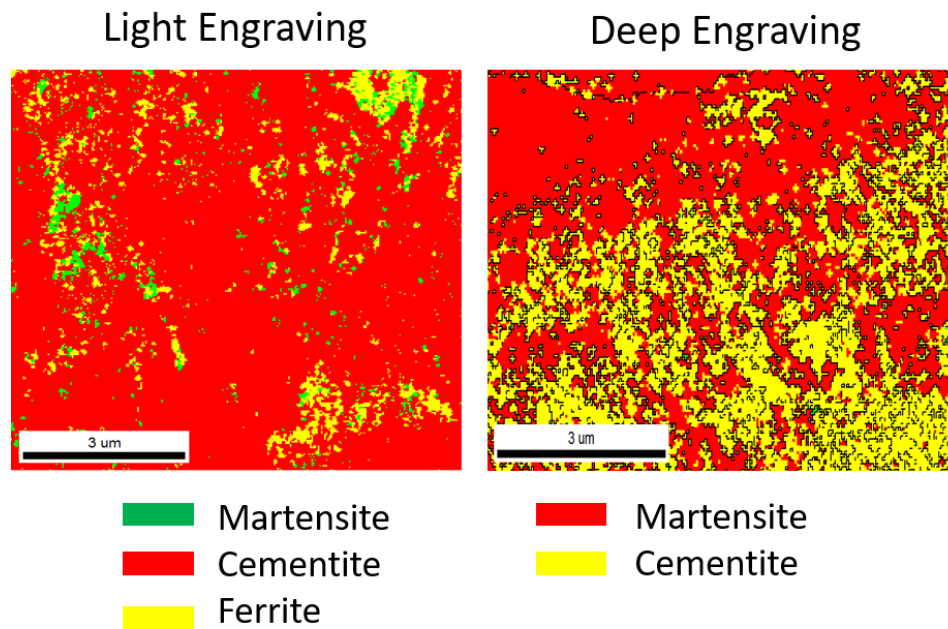 Light Engraving
Deep Engraving
3 um
3 um
Martensite
Cementite
Ferrite
Martensite
Cementite